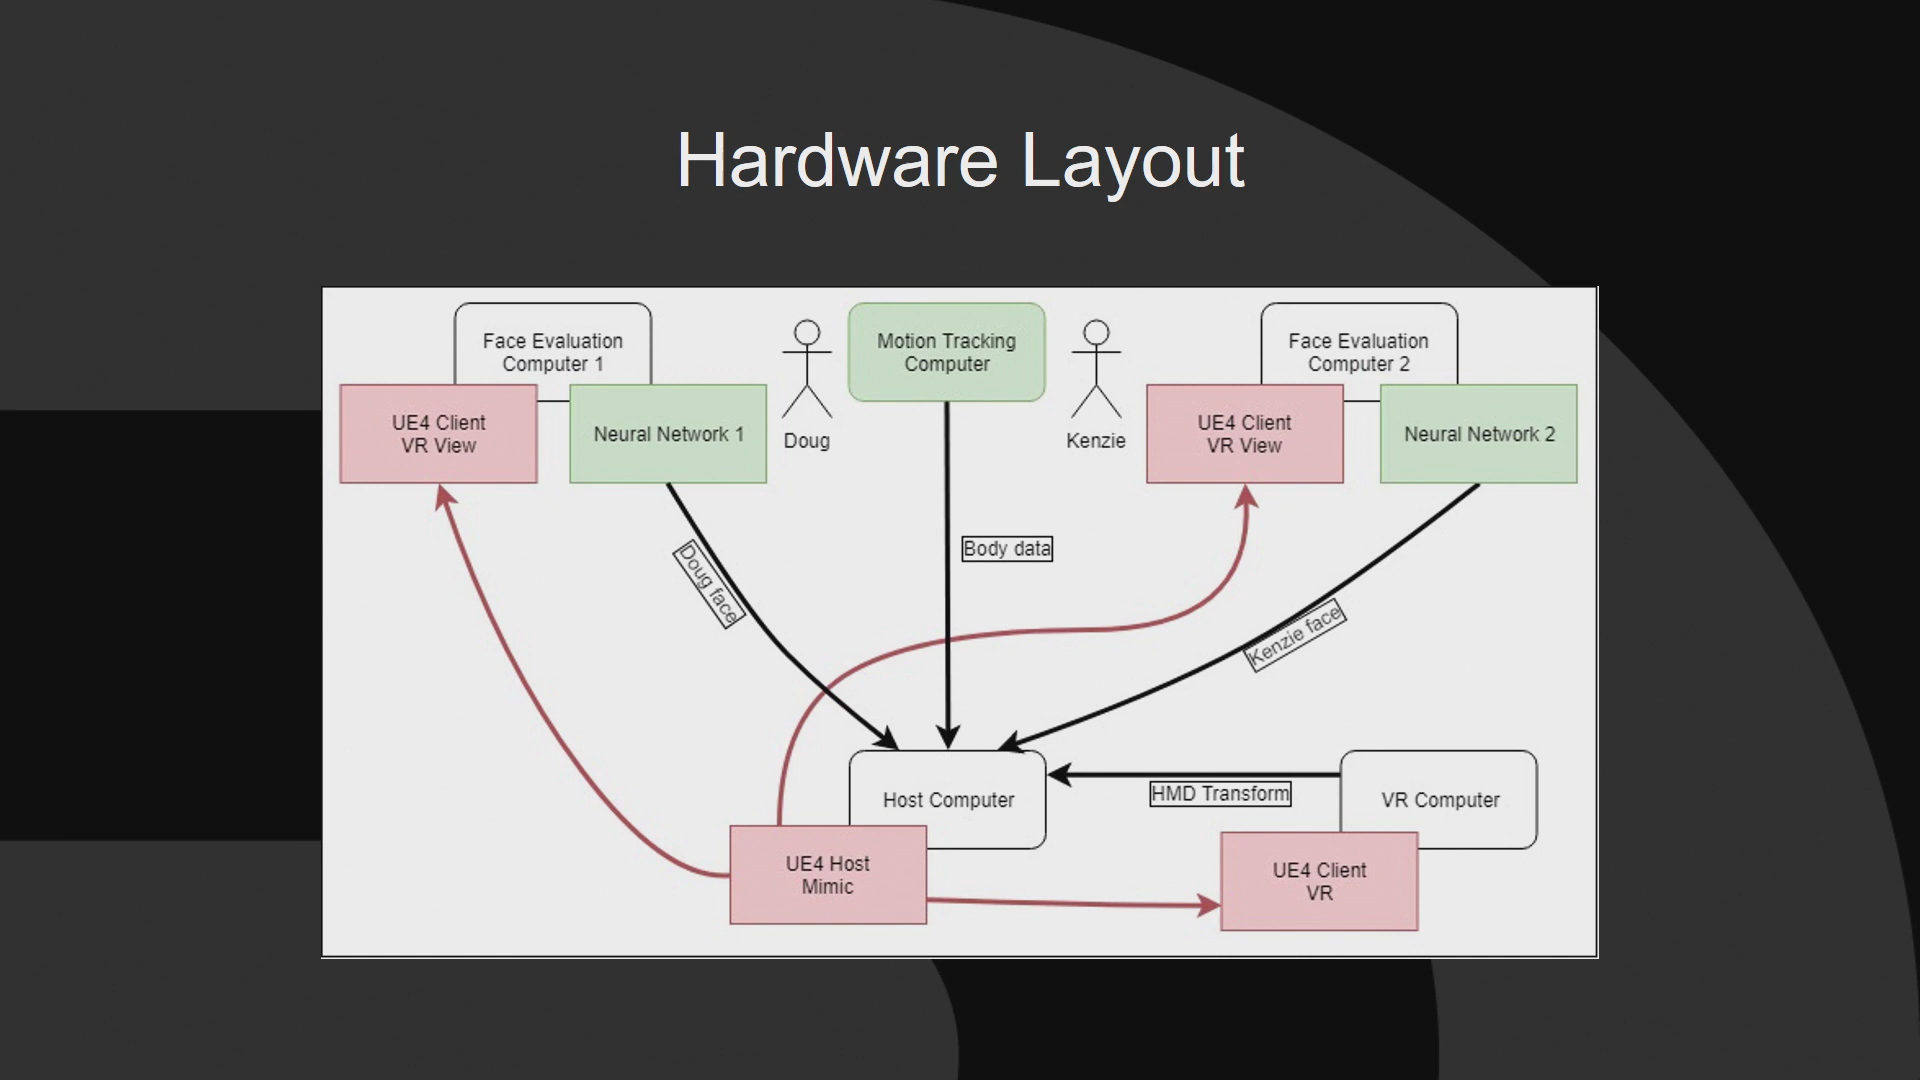 Hardware Layout
Face Evaluation
Computer 1
Motion Tracking
Computer
Face Evaluation
Computer 2
UE4 Client
VR View
Neural Network 1
Doug
Kenzie
UE4 Client
VR View
Neural Network 2
Doug face
Body data
Kenzie face
Host Computer
HMD Transform
VR Computer
UE4 Host
Mimic
UE4 Client
VR